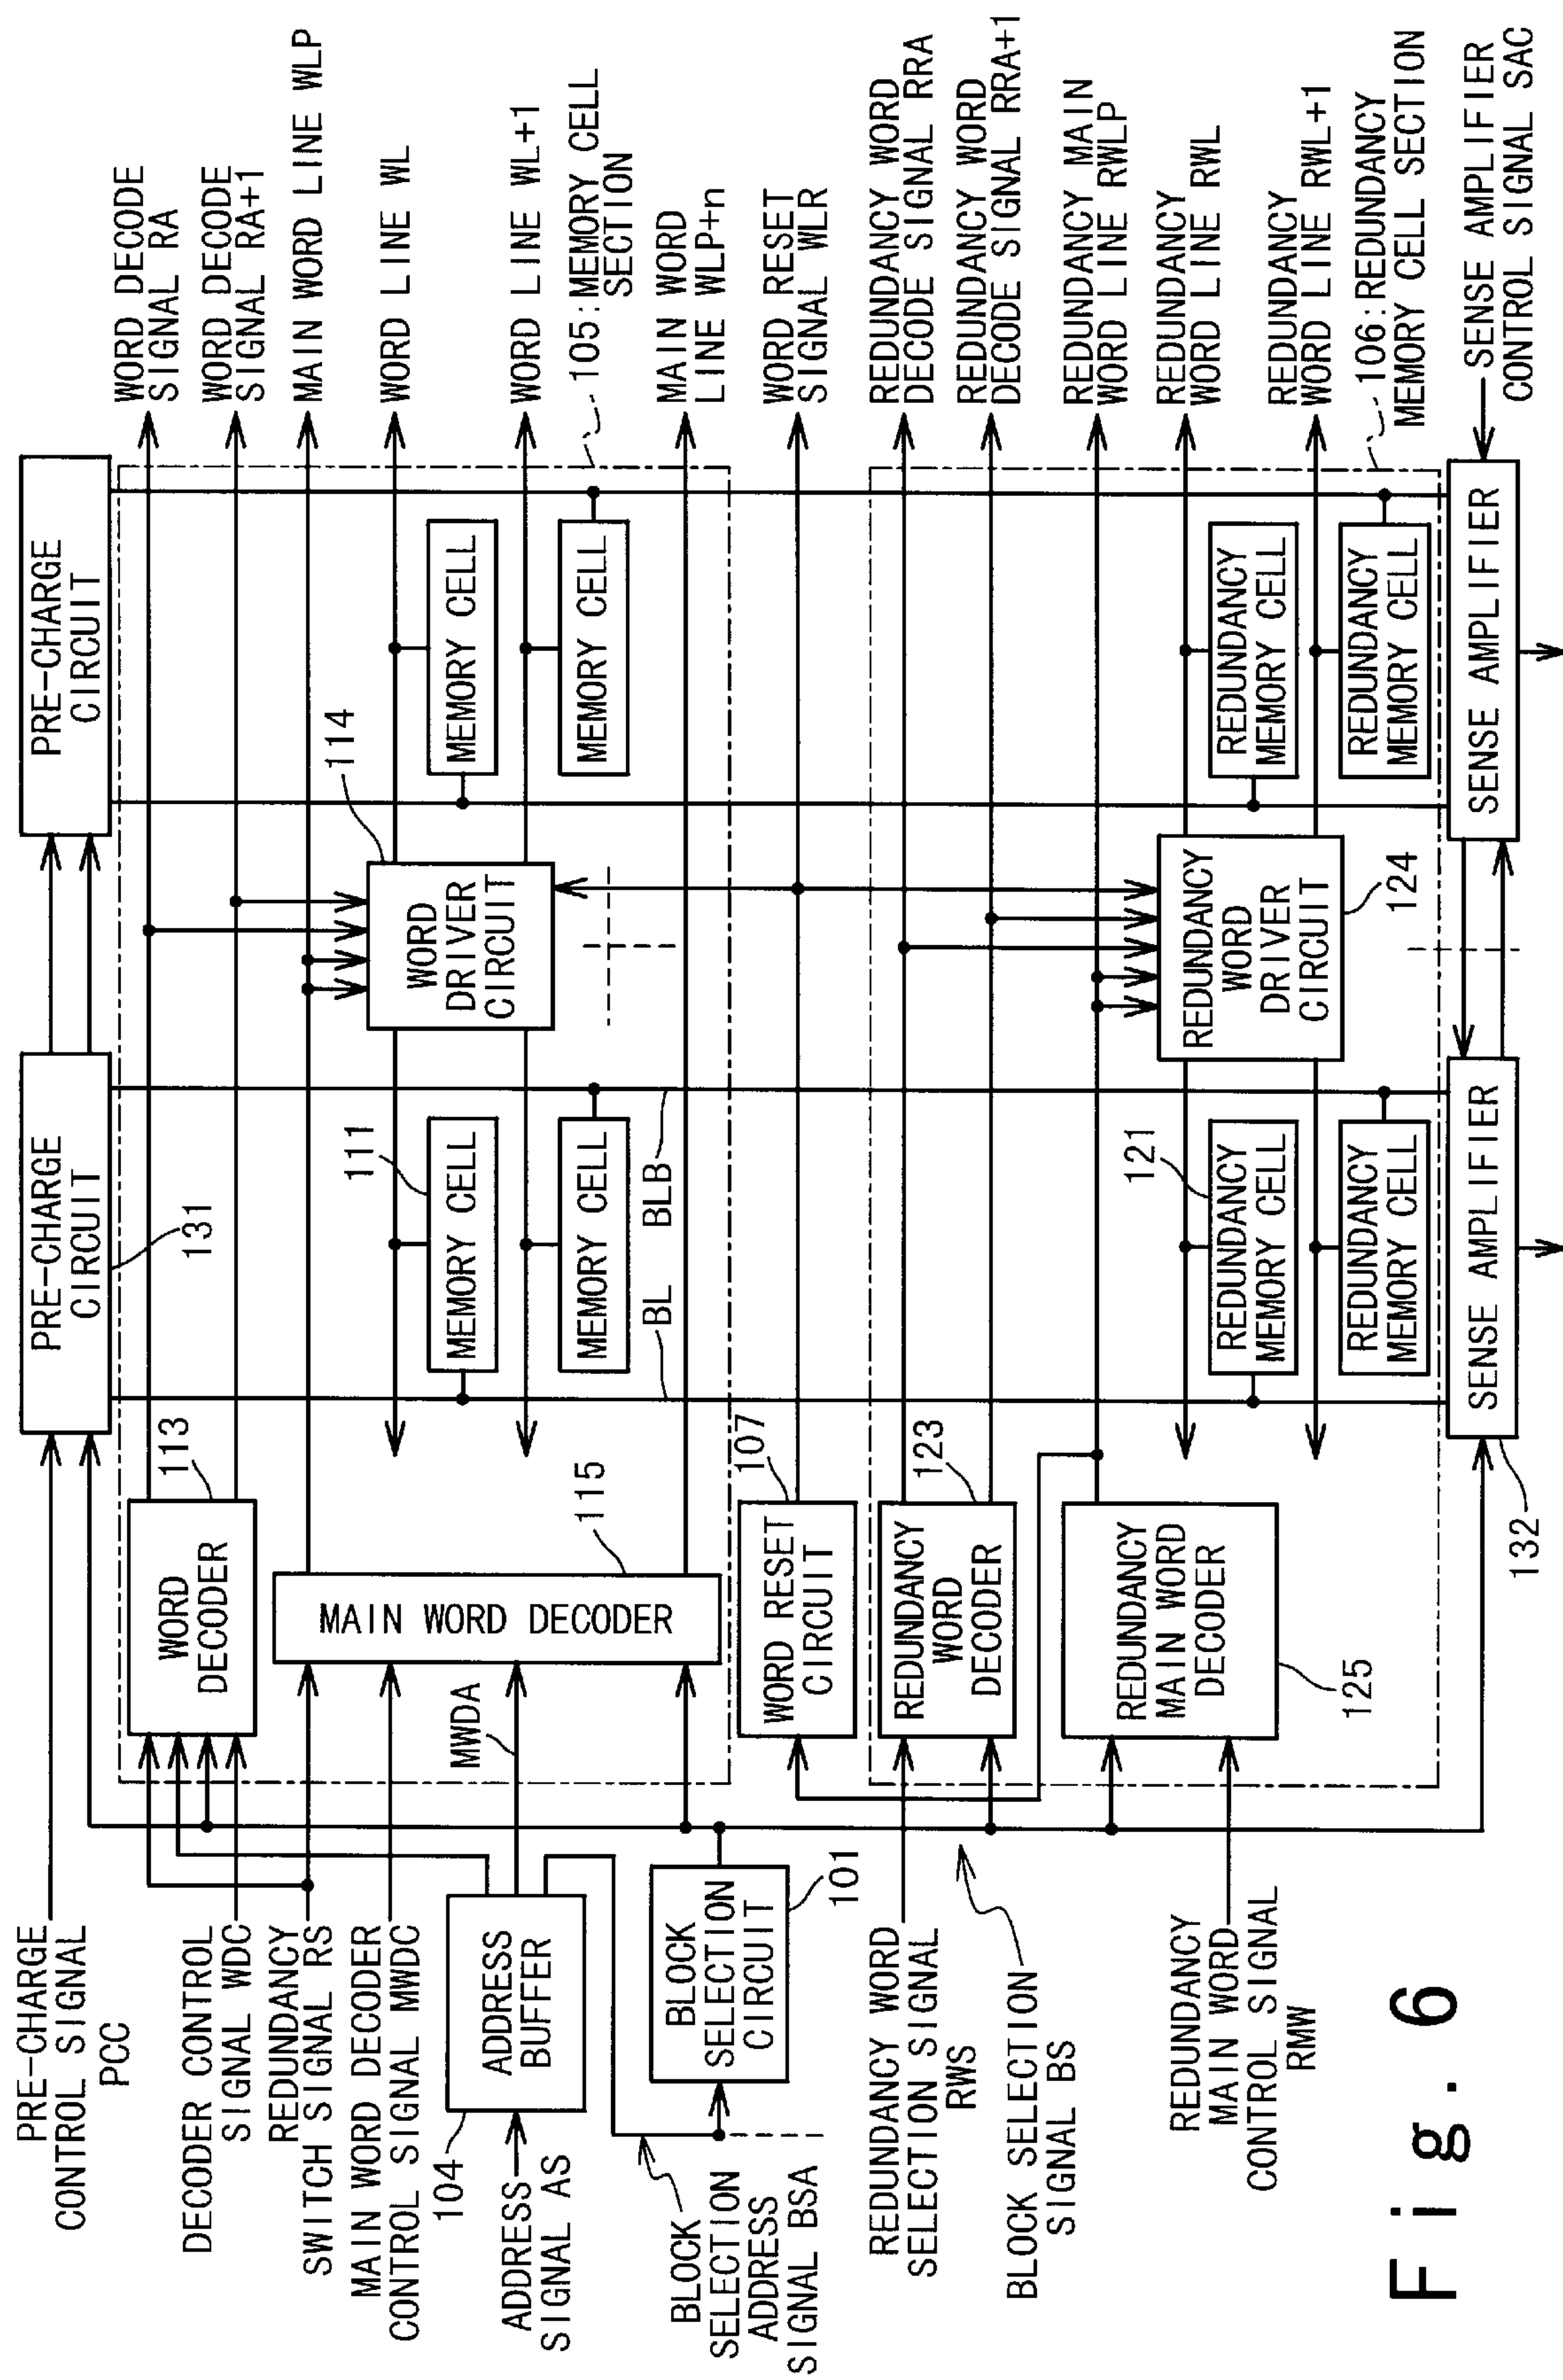 PRE-CHARGE
CONTROL SIGNAL
PCC
DECODER CONTROL
SIGNAL WDC
REDUNDANCY
SWITCH SIGNAL RS
MAIN WORD DECODER
CONTROL SIGNAL MWDC
104
ADDRESS
SIGNAL AS
ADDRESS
BUFFER
BLOCK
SELECTION
ADDRESS
SIGNAL BSA
BLOCK
SELECTION
CIRCUIT
101
REDUNDANCY WORD
SELECTION SIGNAL
RWS
BLOCK SELECTION
SIGNAL BS
REDUNDANCY
MAIN WORD
CONTROL SIGNAL
RMW
PRE-CHARGE
CIRCUIT
131
PRE-CHARGE
CIRCUIT
WORD
DECODER
113
MAIN WORD DECODER
115
MWDA
WORD RESET
CIRCUIT
107
REDUNDANCY
WORD
DECODER
123
REDUNDANCY
MAIN WORD
DECODER
125
111
MEMORY CELL
MEMORY CELL
BL
BLB
WORD
DRIVER
CIRCUIT
114
MEMORY CELL
MEMORY CELL
121
REDUNDANCY
MEMORY CELL
REDUNDANCY
MEMORY CELL
REDUNDANCY
WORD
DRIVER
CIRCUIT
124
REDUNDANCY
MEMORY CELL
REDUNDANCY
MEMORY CELL
SENSE AMPLIFIER
132
SENSE AMPLIFIER
WORD DECODE
SIGNAL RA
WORD DECODE
SIGNAL RA+1
MAIN WORD LINE WLP
WORD LINE WL
WORD LINE WL+1
105:MEMORY CELL
SECTION
MAIN WORD
LINE WLP+n
WORD RESET
SIGNAL WLR
REDUNDANCY WORD
DECODE SIGNAL RRA
REDUNDANCY WORD
DECODE SIGNAL RRA+1
REDUNDANCY MAIN
WORD LINE RWLP
REDUNDANCY
WORD LINE RWL
REDUNDANCY
WORD LINE RWL+1
106:REDUNDANCY
MEMORY CELL SECTION
SENSE AMPLIFIER
CONTROL SIGNAL SAC
Fig. 6